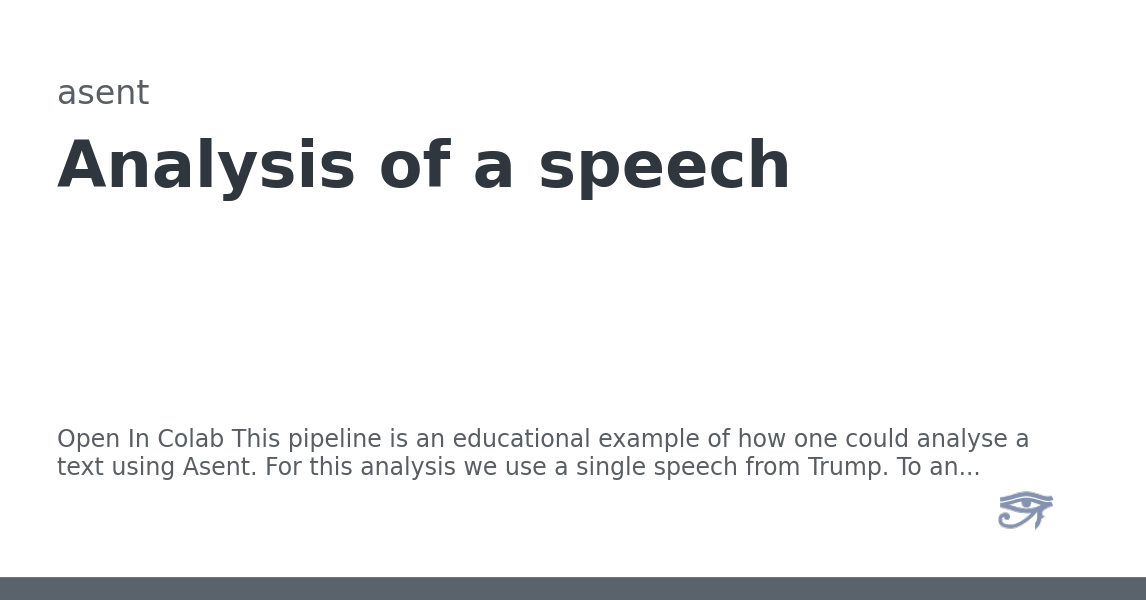 asent
Analysis of a speech
Open In Colab This pipeline is an educational example of how one could analyse a
text using Asent. For this analysis we use a single speech from Trump. To an...